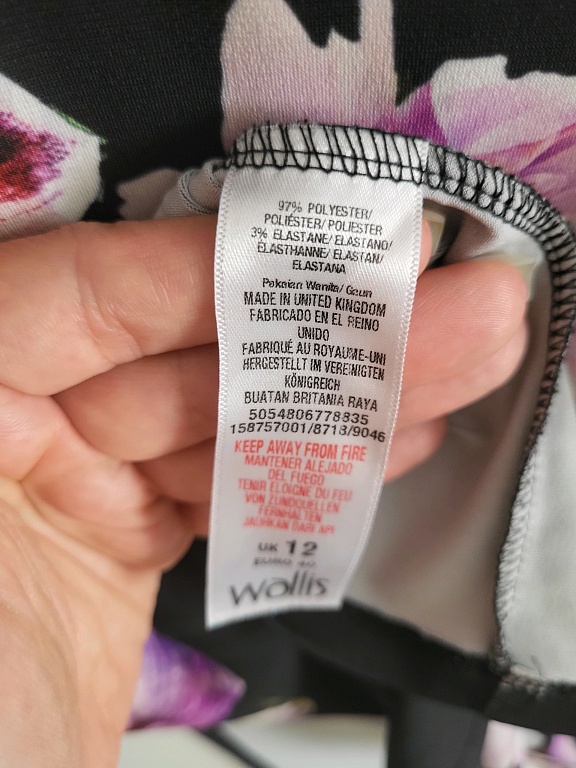 97% POLYESTER/
POLIÉSTER/ POLIESTER
3% ELASTANE/ ELASTANO/
ÉLASTHANNE/ ELASTAN/
ELASTANA
Pakaian Wanita/ Gaun
MADE IN UNITED KINGDOM
FABRICADO EN EL REINO
UNIDO
FABRIQUÉ AU ROYAUME-UNI
HERGESTELLT IM VEREINIGTEN
KÖNIGREICH
BUATAN BRITANIA RAYA
5054806778835
158757001/8718/9046
KEEP AWAY FROM FIRE
MANTENER ALEJADO
DEL FUEGO
TENIR ÉLOIGNÉ DU FEU
VON ZÜNDQUELLEN
FERNHALTEN
JAUHKAN DARI API
UK 12
EURO 40
wallis